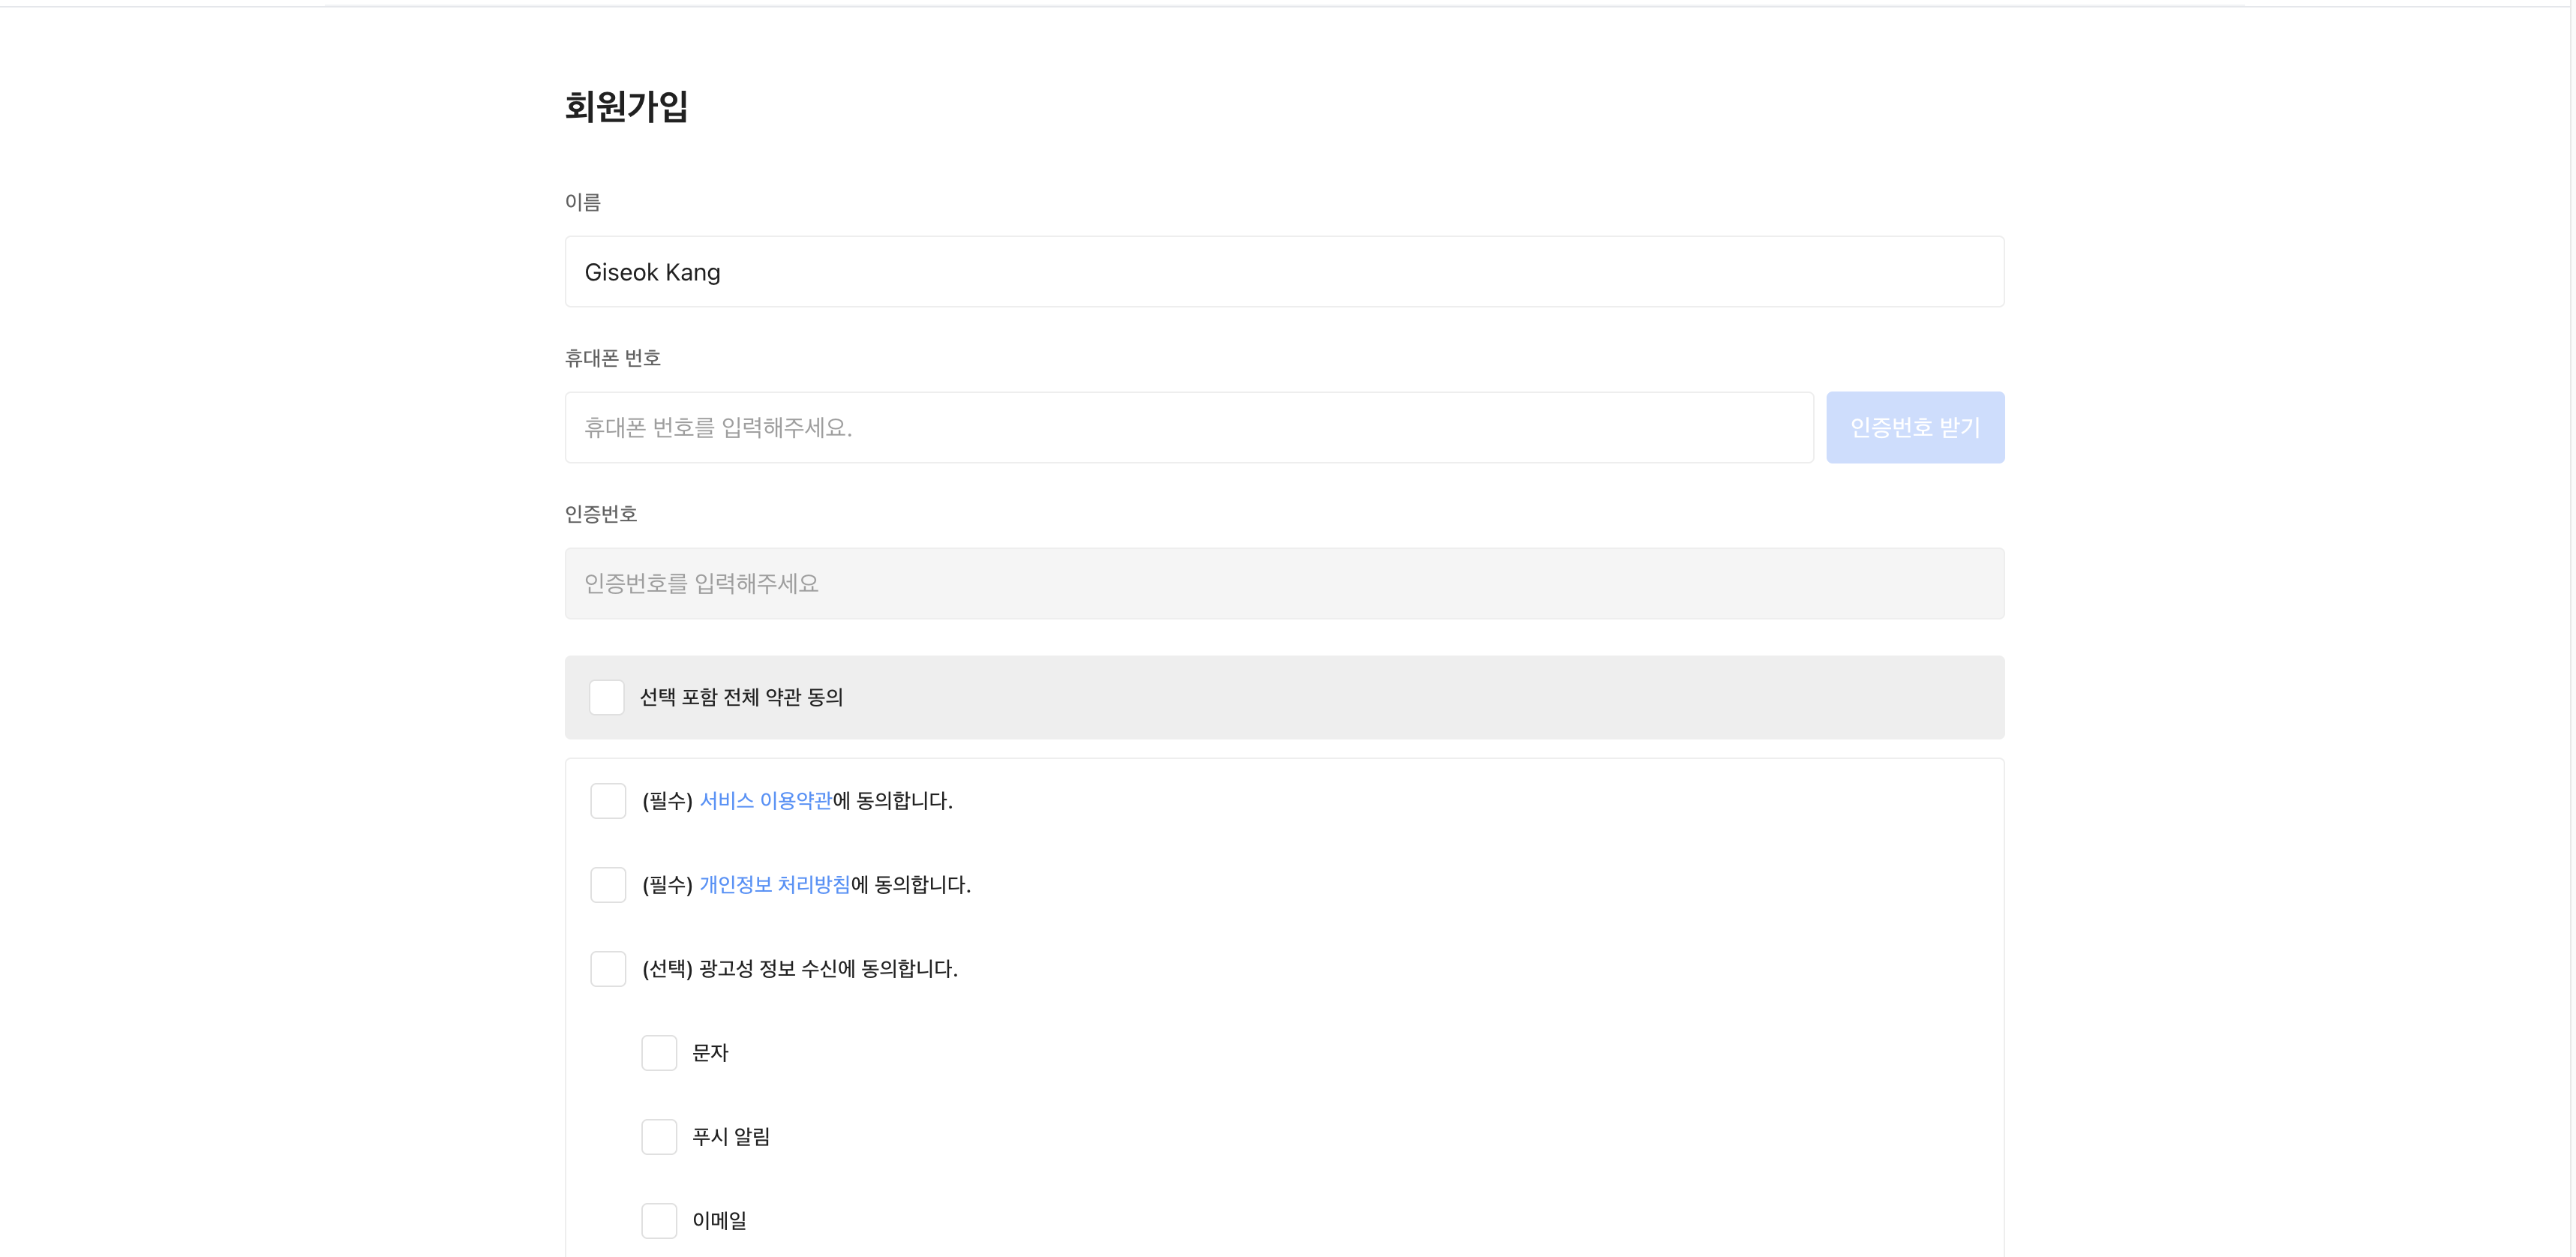 회원가입
이름
Giseok Kang
휴대폰 번호
휴대폰 번호를 입력해주세요. 인증번호 받기
인증번호
인증번호를 입력해주세요
선택 포함 전체 약관 동의
(필수) 서비스 이용약관에 동의합니다.
(필수) 개인정보 처리방침에 동의합니다.
(선택) 광고성 정보 수신에 동의합니다.
문자
푸시 알림
이메일